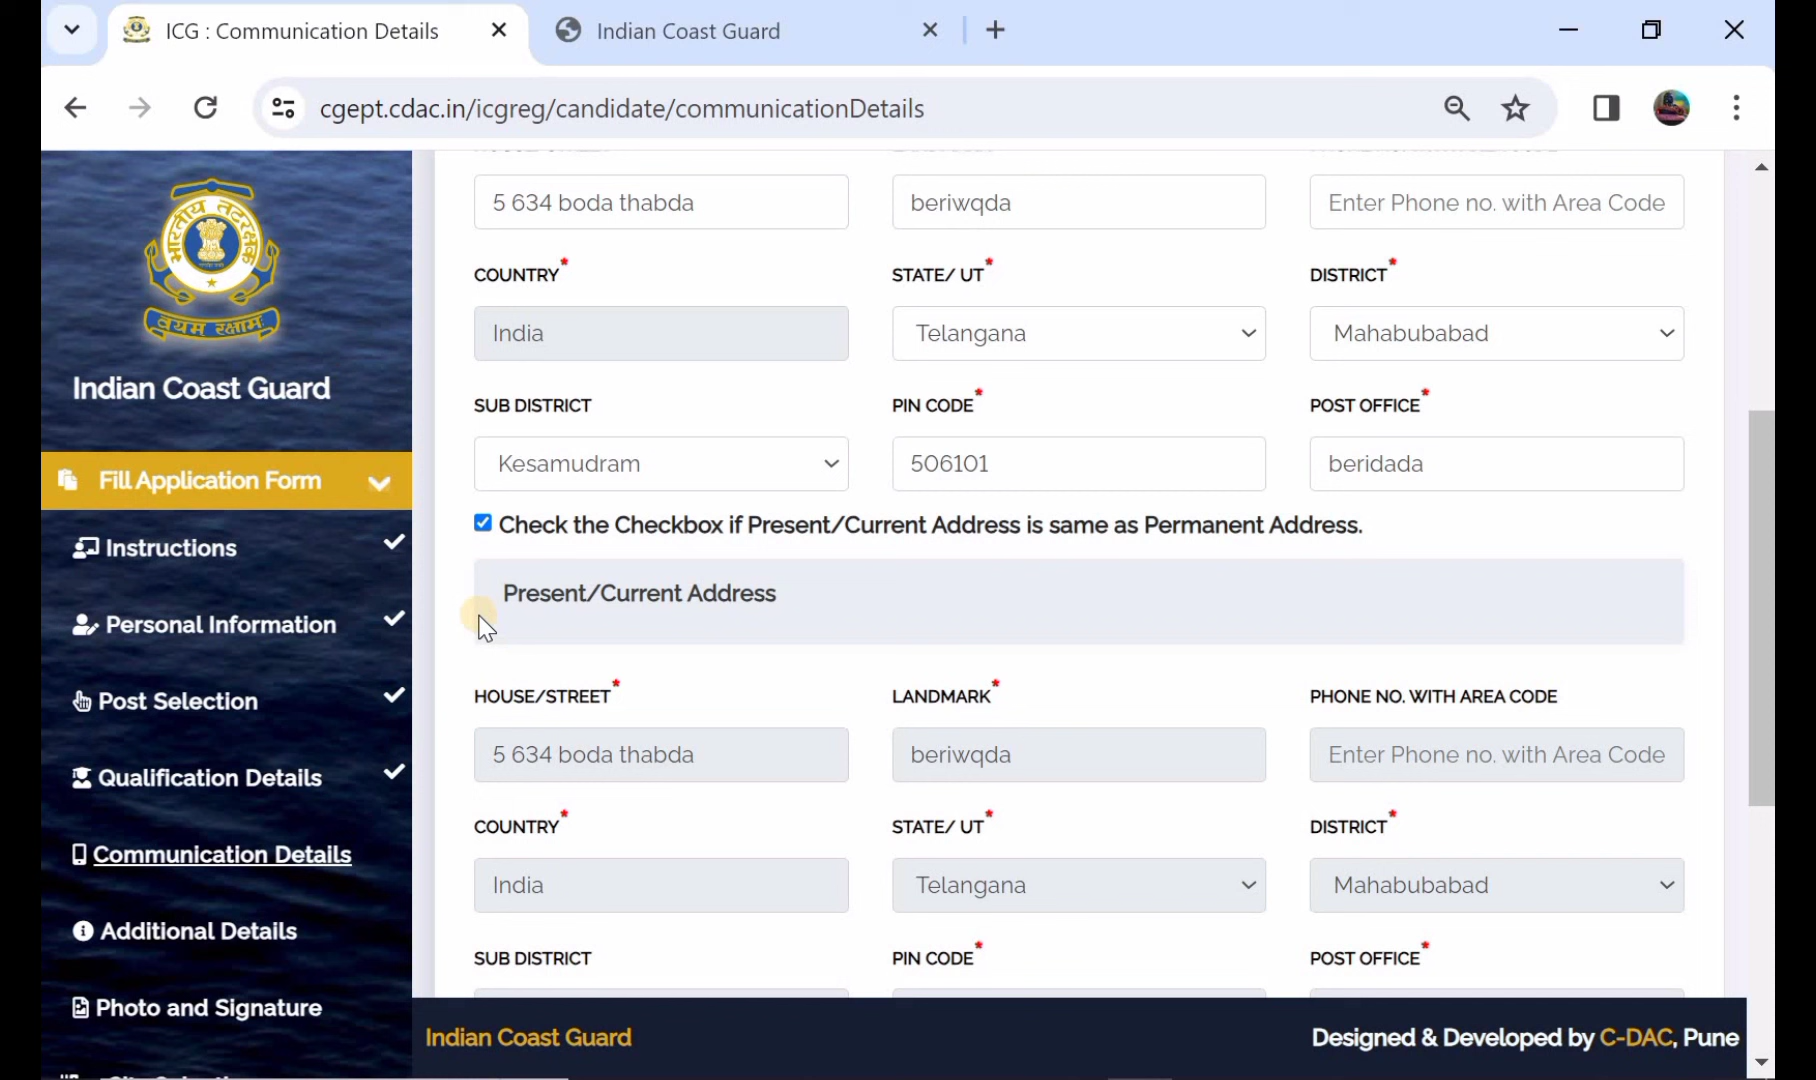 ICG : Communication Details
Indian Coast Guard
cgept.cdac.in/icgreg/candidate/communicationDetails
भारतीय तटरक्षक
वयम रक्षामः
Indian Coast Guard
Fill Application Form
Instructions
Personal Information
Post Selection
Qualification Details
Communication Details
Additional Details
Photo and Signature
5 634 boda thabda
beriwqda
Enter Phone no. with Area Code
COUNTRY*
STATE/ UT*
DISTRICT*
India
Telangana
Mahabubabad
SUB DISTRICT
PIN CODE*
POST OFFICE*
Kesamudram
506101
beridada
Check the Checkbox if Present/Current Address is same as Permanent Address.
Present/Current Address
HOUSE/STREET*
LANDMARK*
PHONE NO. WITH AREA CODE
5 634 boda thabda
beriwqda
Enter Phone no. with Area Code
COUNTRY*
STATE/ UT*
DISTRICT*
India
Telangana
Mahabubabad
SUB DISTRICT
PIN CODE*
POST OFFICE*
Indian Coast Guard
Designed & Developed by C-DAC, Pune